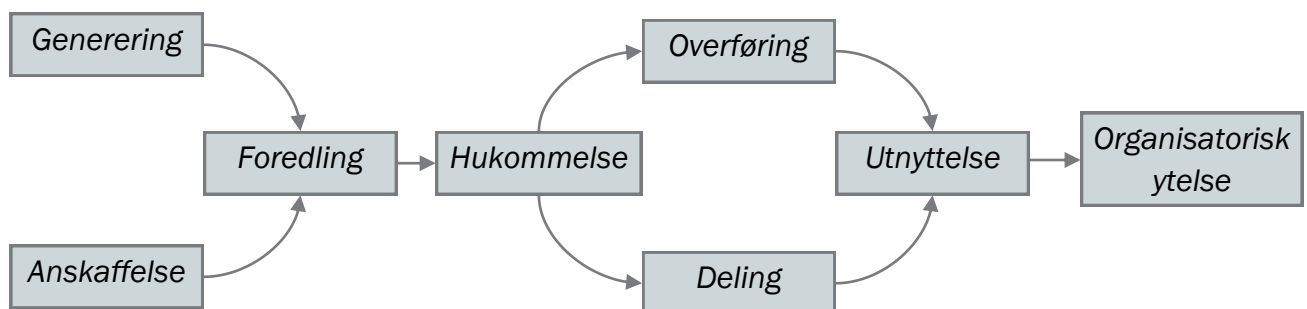 Generering
Anskaffelse
Foredling
Hukommelse
Overføring
Deling
Utnyttelse
Organisatorisk
ytelse